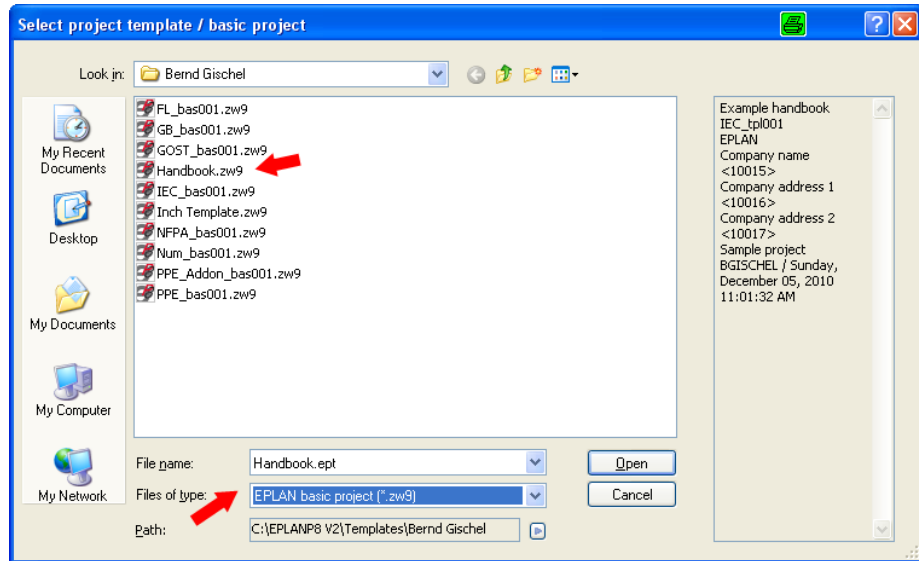 Select project template / basic project
Look in:
Bernd Gischel
My Recent
Documents
Desktop
My Documents
My Computer
My Network
FL_bas001.zw9
GB_bas001.zw9
GOST_bas001.zw9
Handbook.zw9
IEC_bas001.zw9
Inch Template.zw9
NFPA_bas001.zw9
Num_bas001.zw9
PPE_Addon_bas001.zw9
PPE_bas001.zw9
Example handbook
IEC_tpl001
EPLAN
Company name
<10015>
Company address 1
<10016>
Company address 2
<10017>
Sample project
BGISCHEL / Sunday,
December 05, 2010
11:01:32 AM
File name:
Handbook.ept
Open
Files of type:
EPLAN basic project (*.zw9)
Cancel
Path:
C:\EPLANP8 V2\Templates\Bernd Gischel